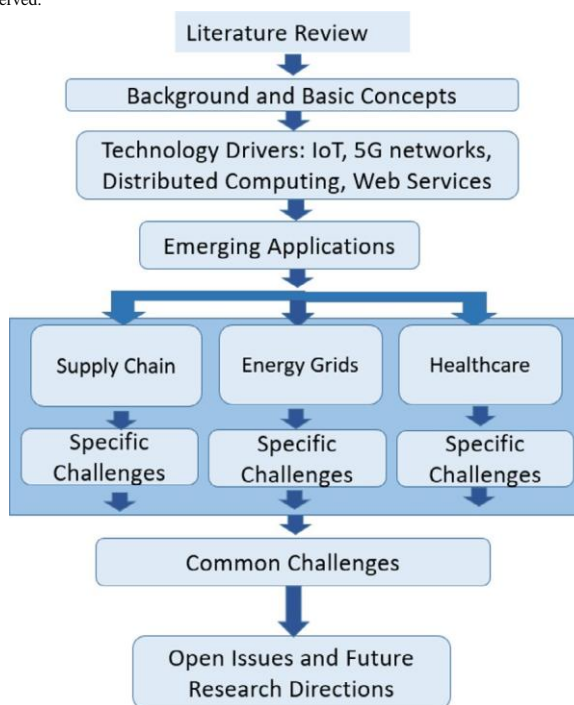 erved.
Literature Review
Background and Basic Concepts
Technology Drivers: IoT, 5G networks,
Distributed Computing, Web Services
Emerging Applications
Supply Chain
Energy Grids
Healthcare
Specific
Challenges
Specific
Challenges
Specific
Challenges
Common Challenges
Open Issues and Future
Research Directions